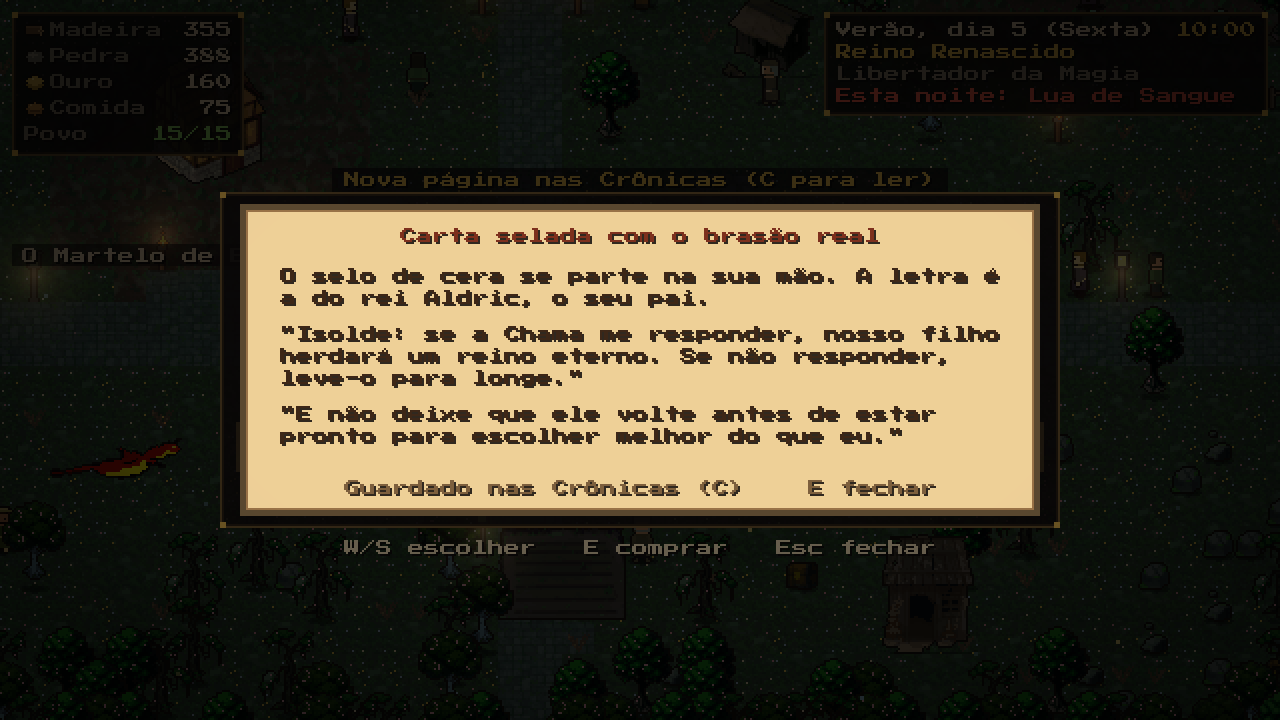 Madeira 355
Pedra 388
Ouro 160
Comida 75
Povo 15/15
Verão, dia 5 (Sexta) 10:00
Reino Renascido
Libertador da Magia
Esta noite: Lua de Sangue
Nova página nas Crônicas (C para ler)
O Martelo de
Carta selada com o brasão real
O selo de cera se parte na sua mão. A letra é
a do rei Aldric, o seu pai.
"Isolde: se a Chama me responder, nosso filho
herdará um reino eterno. Se não responder,
leve-o para longe."
"E não deixe que ele volte antes de estar
pronto para escolher melhor do que eu."
Guardado nas Crônicas (C) E fechar
W/S escolher E comprar Esc fechar